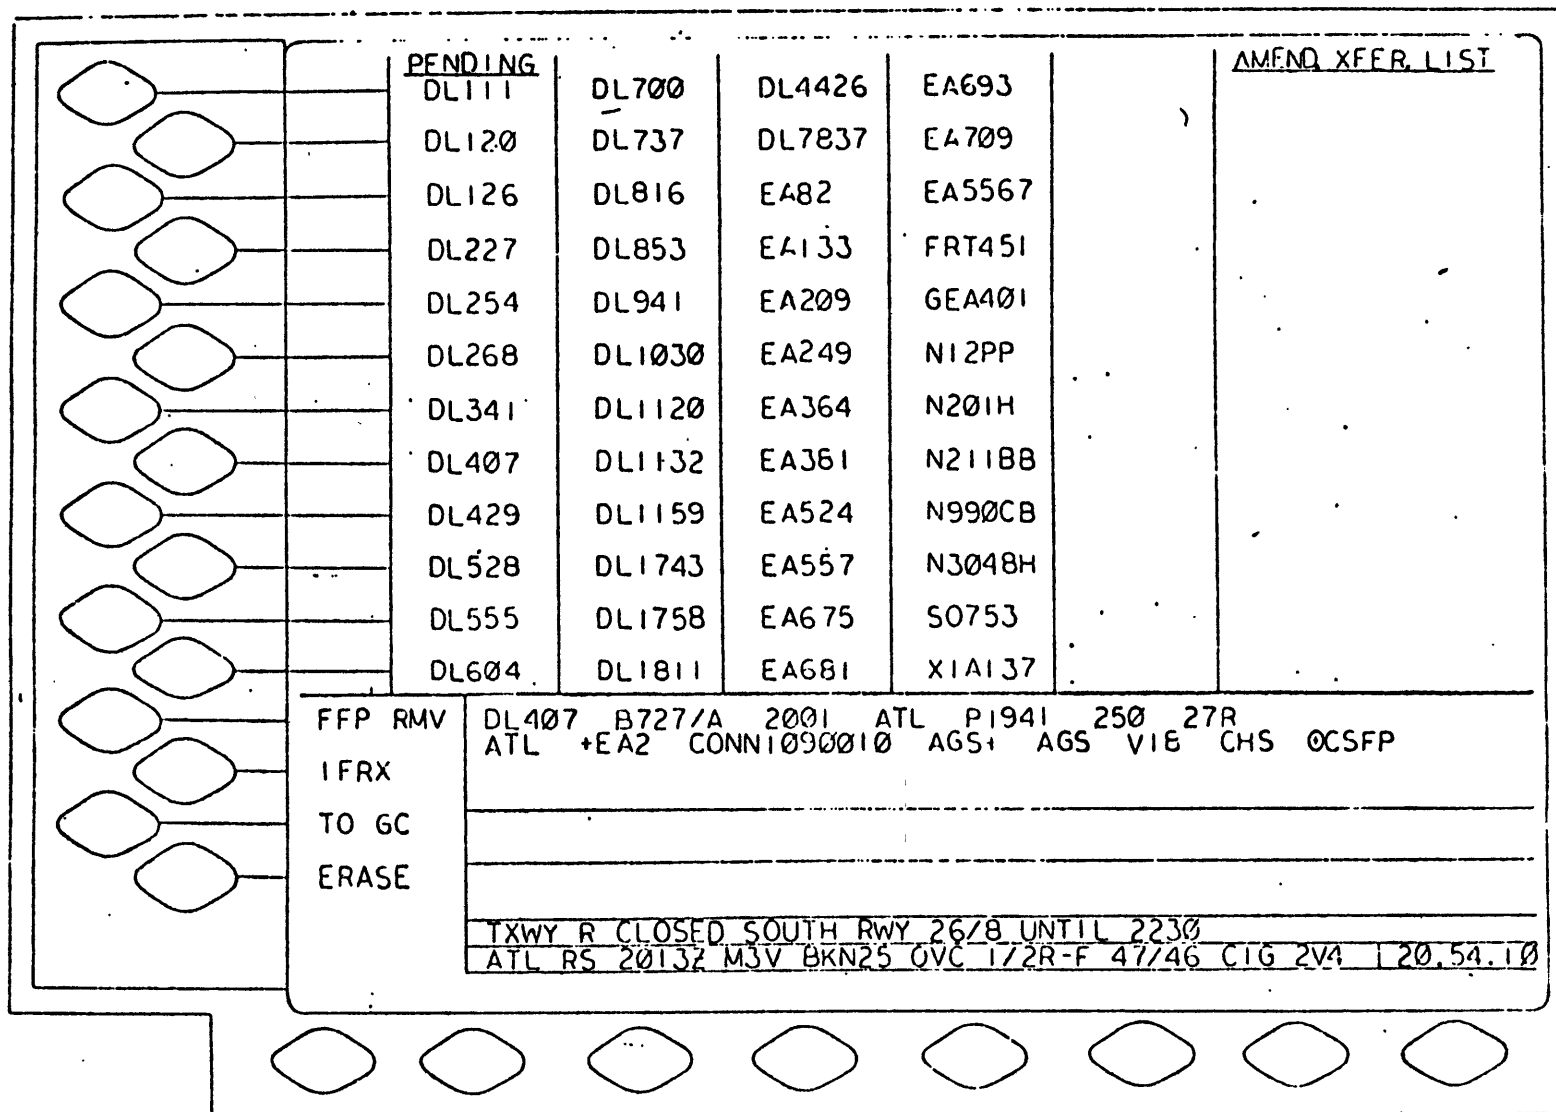 PENDING AMEND XFER LIST
DL111 DL700 DL4426 EA693
DL120 DL737 DL7837 EA709
DL126 DL816 EA82 EA5567
DL227 DL853 EA133 FRT451
DL254 DL941 EA209 GEA401
DL268 DL1030 EA249 N12PP
DL341 DL1120 EA364 N201H
DL407 DL1132 EA361 N211BB
DL429 DL1159 EA524 N990CB
DL528 DL1743 EA557 N3048H
DL555 DL1758 EA675 SO753
DL604 DL1811 EA681 X1A137
FFP RMV DL407 B727/A 2001 ATL P1941 250 27R
ATL +EA2 CONN1090010 AGS+ AGS V18 CHS OCSFP
IFRX
TO GC
ERASE
TXWY R CLOSED SOUTH RWY 26/8 UNTIL 2230
ATL RS 2013Z M3V BKN25 OVC 1/2R-F 47/46 CIG 2V4 20.54.10